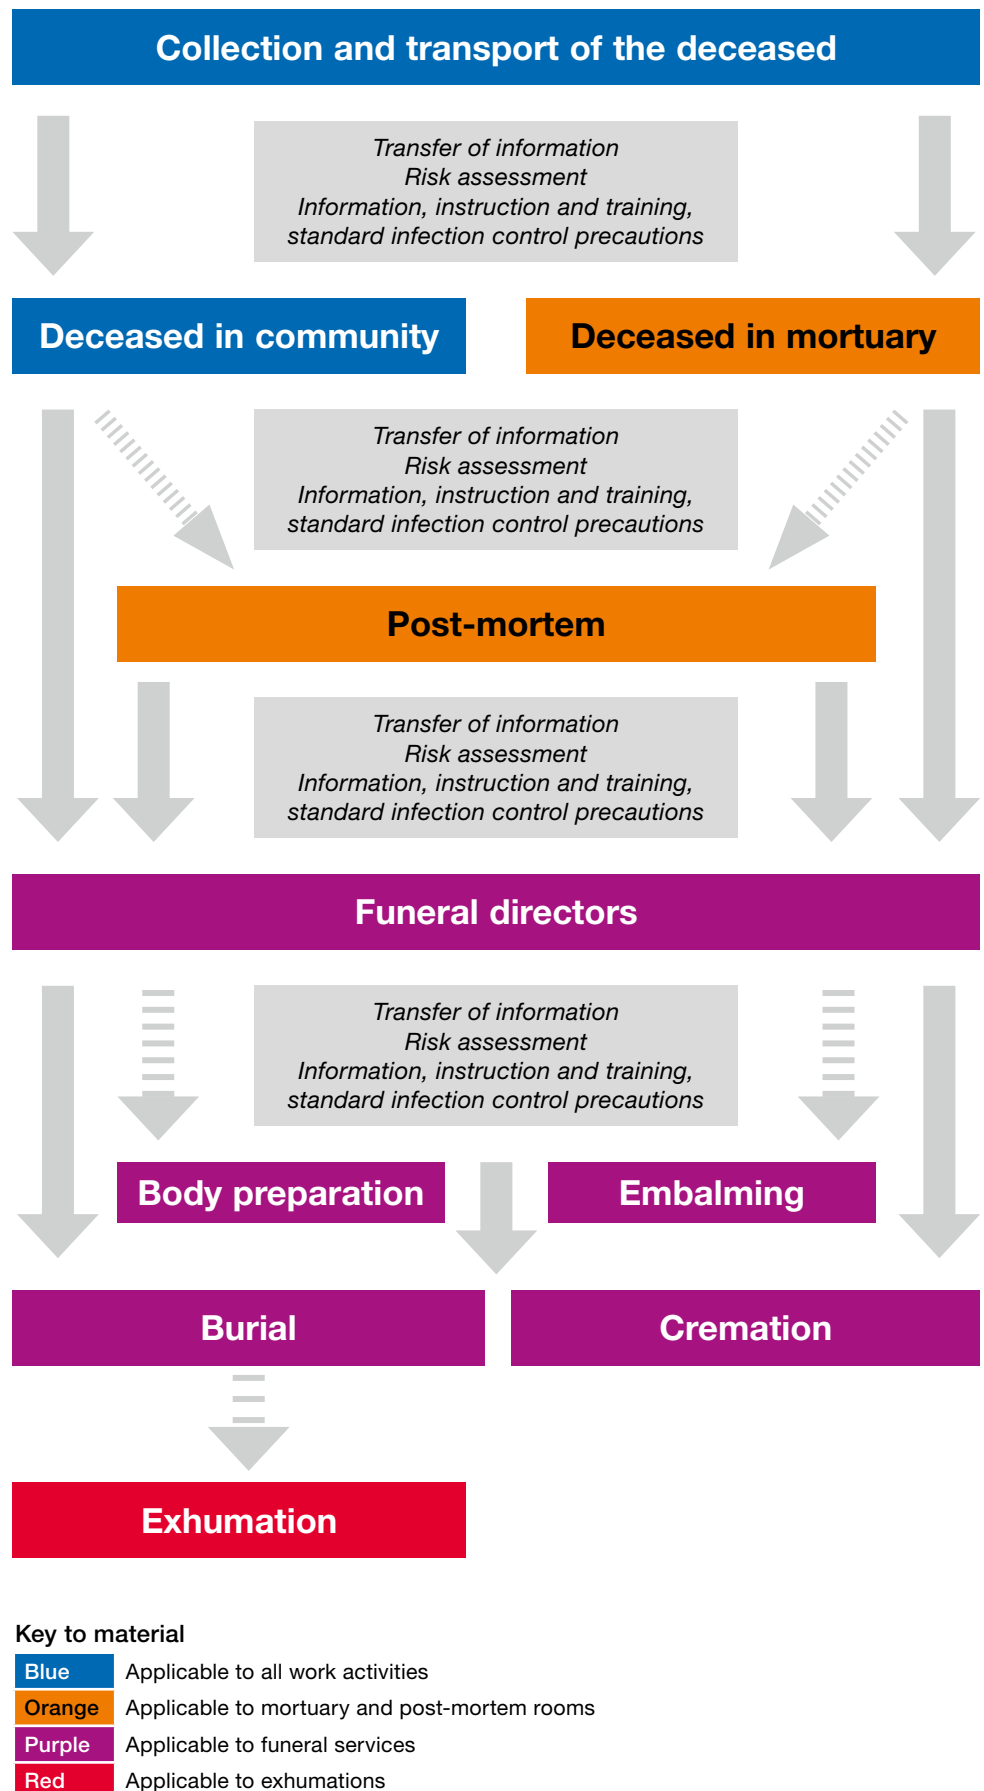 Collection and transport of the deceased
Transfer of information
Risk assessment
Information, instruction and training,
standard infection control precautions
Deceased in community
Deceased in mortuary
Transfer of information
Risk assessment
Information, instruction and training,
standard infection control precautions
Post-mortem
Transfer of information
Risk assessment
Information, instruction and training,
standard infection control precautions
Funeral directors
Transfer of information
Risk assessment
Information, instruction and training,
standard infection control precautions
Body preparation
Embalming
Burial
Cremation
Exhumation
Key to material
Blue Applicable to all work activities
Orange Applicable to mortuary and post-mortem rooms
Purple Applicable to funeral services
Red Applicable to exhumations